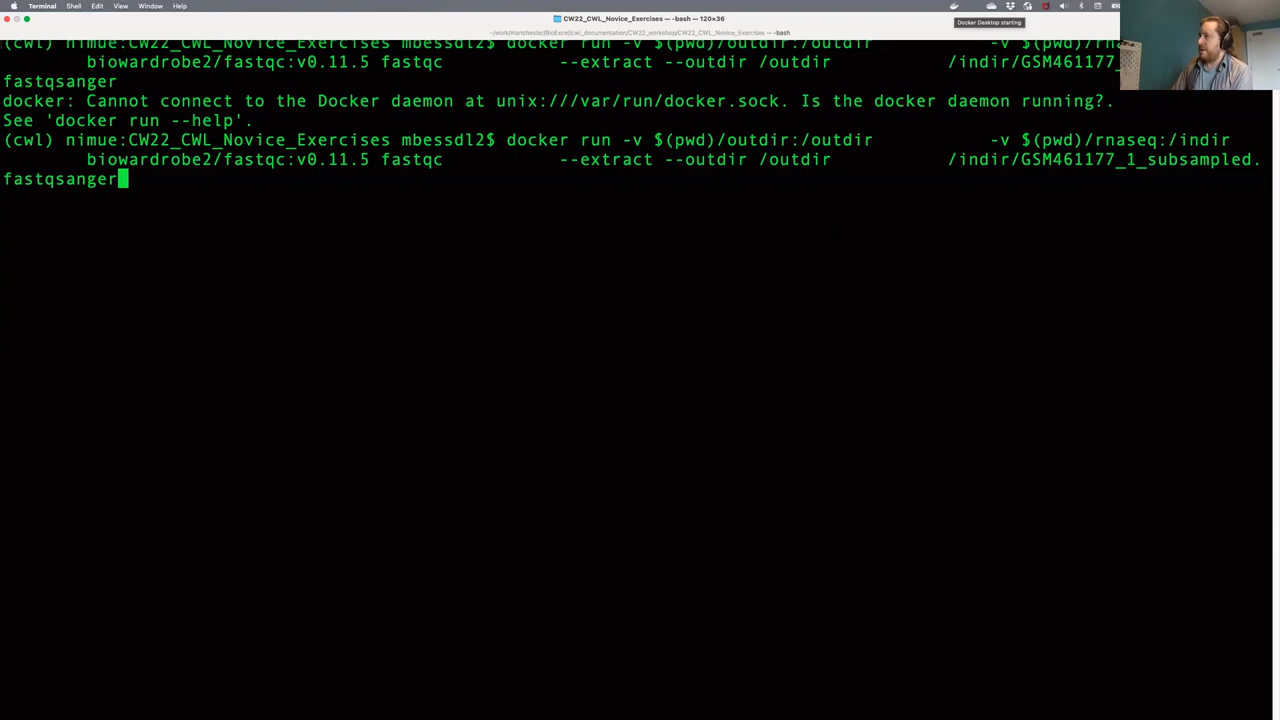 Terminal Shell Edit View Window Help
Docker Desktop starting
CW22_CWL_Novice_Exercises — -bash — 120×36
~/work/manchester/BioExcel/cwl_documentation/CW22_workshop/CW22_CWL_Novice_Exercises — -bash
(cwl) nimue:CW22_CWL_Novice_Exercises mbessdl2$ docker run -v $(pwd)/outdir:/outdir -v $(pwd)/rnase
biowardrobe2/fastqc:v0.11.5 fastqc --extract --outdir /outdir /indir/GSM461177_
fastqsanger
docker: Cannot connect to the Docker daemon at unix:///var/run/docker.sock. Is the docker daemon running?.
See 'docker run --help'.
(cwl) nimue:CW22_CWL_Novice_Exercises mbessdl2$ docker run -v $(pwd)/outdir:/outdir -v $(pwd)/rnaseq:/indir
biowardrobe2/fastqc:v0.11.5 fastqc --extract --outdir /outdir /indir/GSM461177_1_subsampled.
fastqsanger